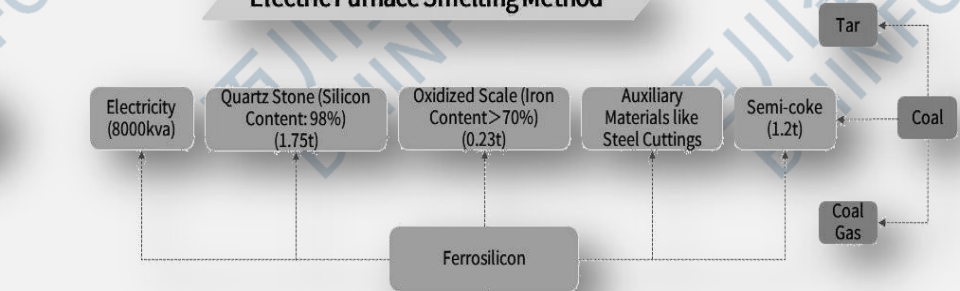 Electric Furnace Smelting Method
Tar
Electricity
(8000kva)
Quartz Stone (Silicon
Content: 98%)
(1.75t)
Oxidized Scale (Iron
Content＞70%)
(0.23t)
Auxiliary
Materials like
Steel Cuttings
Semi-coke
(1.2t)
Coal
Coal
Gas
Ferrosilicon